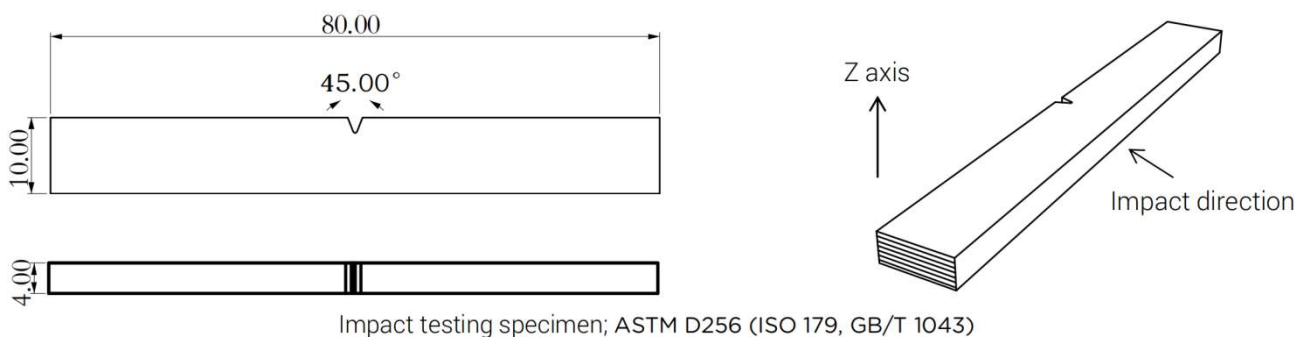 80.00
45.00°
10.00
4.00
Z axis
Impact direction
Impact testing specimen; ASTM D256 (ISO 179, GB/T 1043)